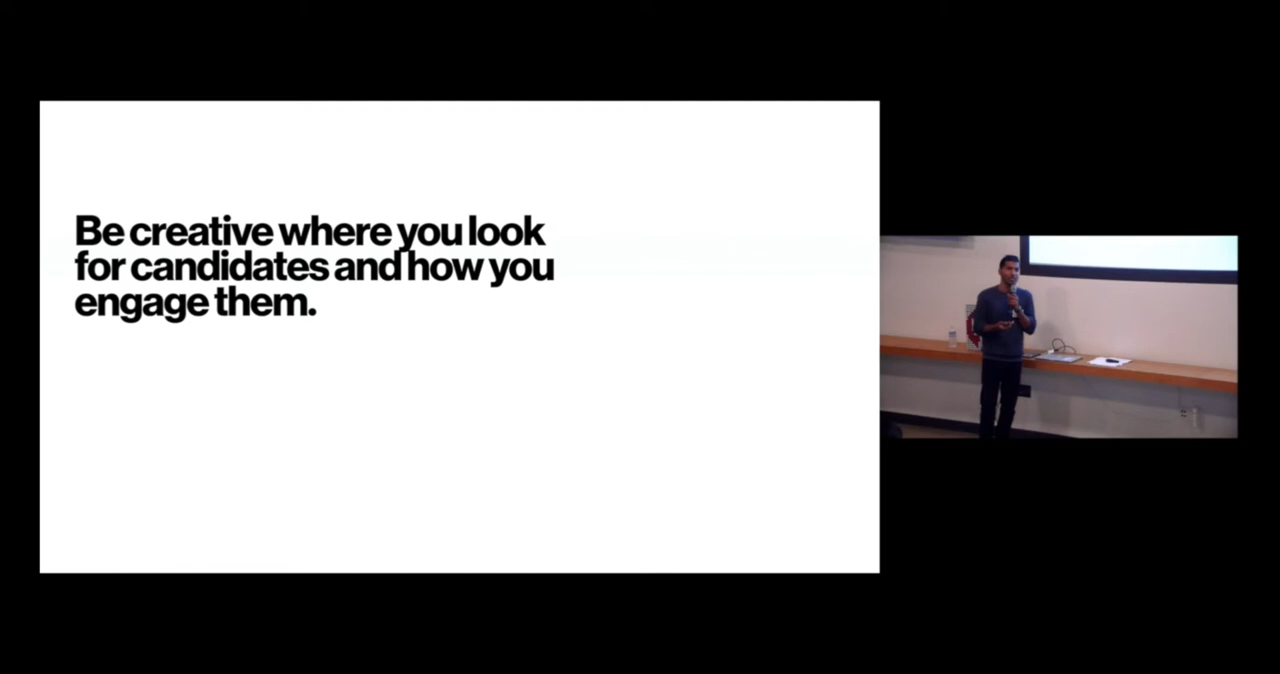 Be creative where you look
for candidates and how you
engage them.